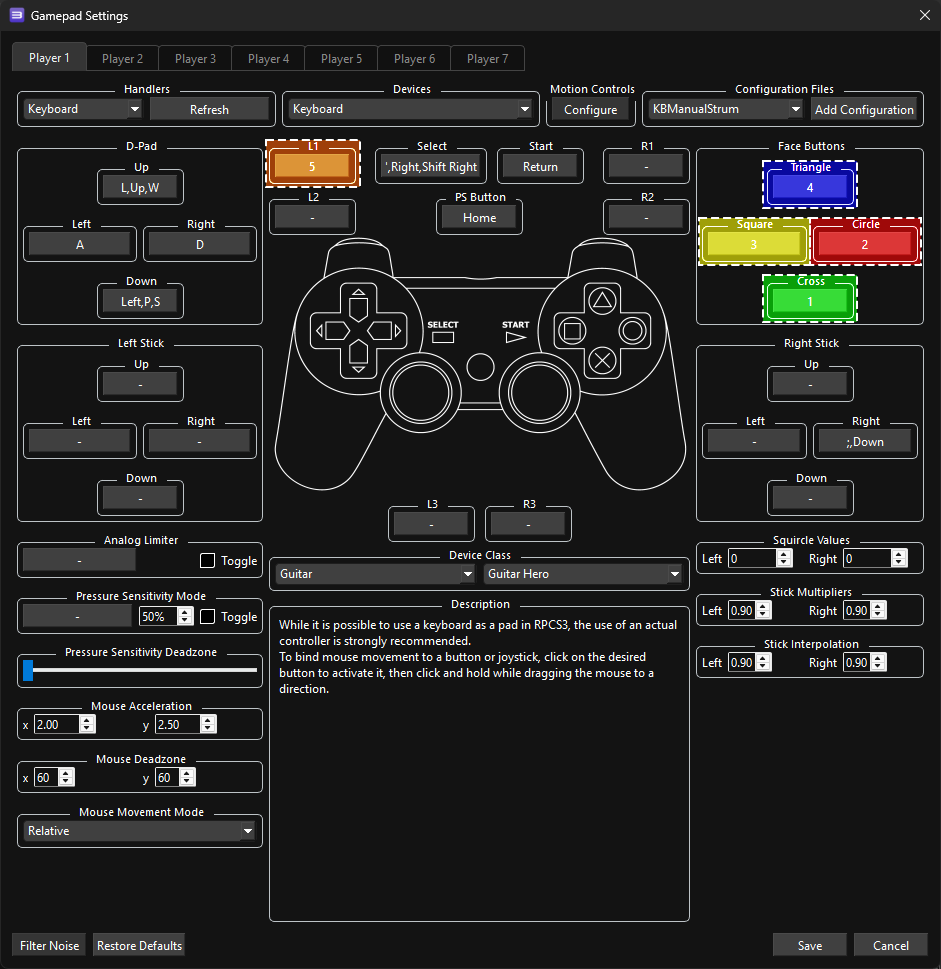 Gamepad Settings
Player 1 Player 2 Player 3 Player 4 Player 5 Player 6 Player 7
Handlers Devices Motion Controls Configuration Files
Keyboard Refresh Keyboard Configure KBManualStrum Add Configuration
D-Pad L1 Select Start R1 Face Buttons
5 ',Right,Shift Right Return -
Up Triangle
L,Up,W 4
L2 PS Button R2
- Home -
Left Right Square Circle
A D 3 2
Down Cross
Left,P,S 1
SELECT START
Left Stick Right Stick
Up Up
- -
Left Right Left Right
- - - ;,Down
Down Down
- -
L3 R3
- -
Analog Limiter Squircle Values
- Toggle Left 0 Right 0
Device Class
Guitar Guitar Hero
Pressure Sensitivity Mode Stick Multipliers
- 50% Toggle Left 0.90 Right 0.90
Description
While it is possible to use a keyboard as a pad in RPCS3, the use of an actual
controller is strongly recommended.
To bind mouse movement to a button or joystick, click on the desired
button to activate it, then click and hold while dragging the mouse to a
direction.
Pressure Sensitivity Deadzone Stick Interpolation
Left 0.90 Right 0.90
Mouse Acceleration
x 2.00 y 2.50
Mouse Deadzone
x 60 y 60
Mouse Movement Mode
Relative
Filter Noise Restore Defaults Save Cancel